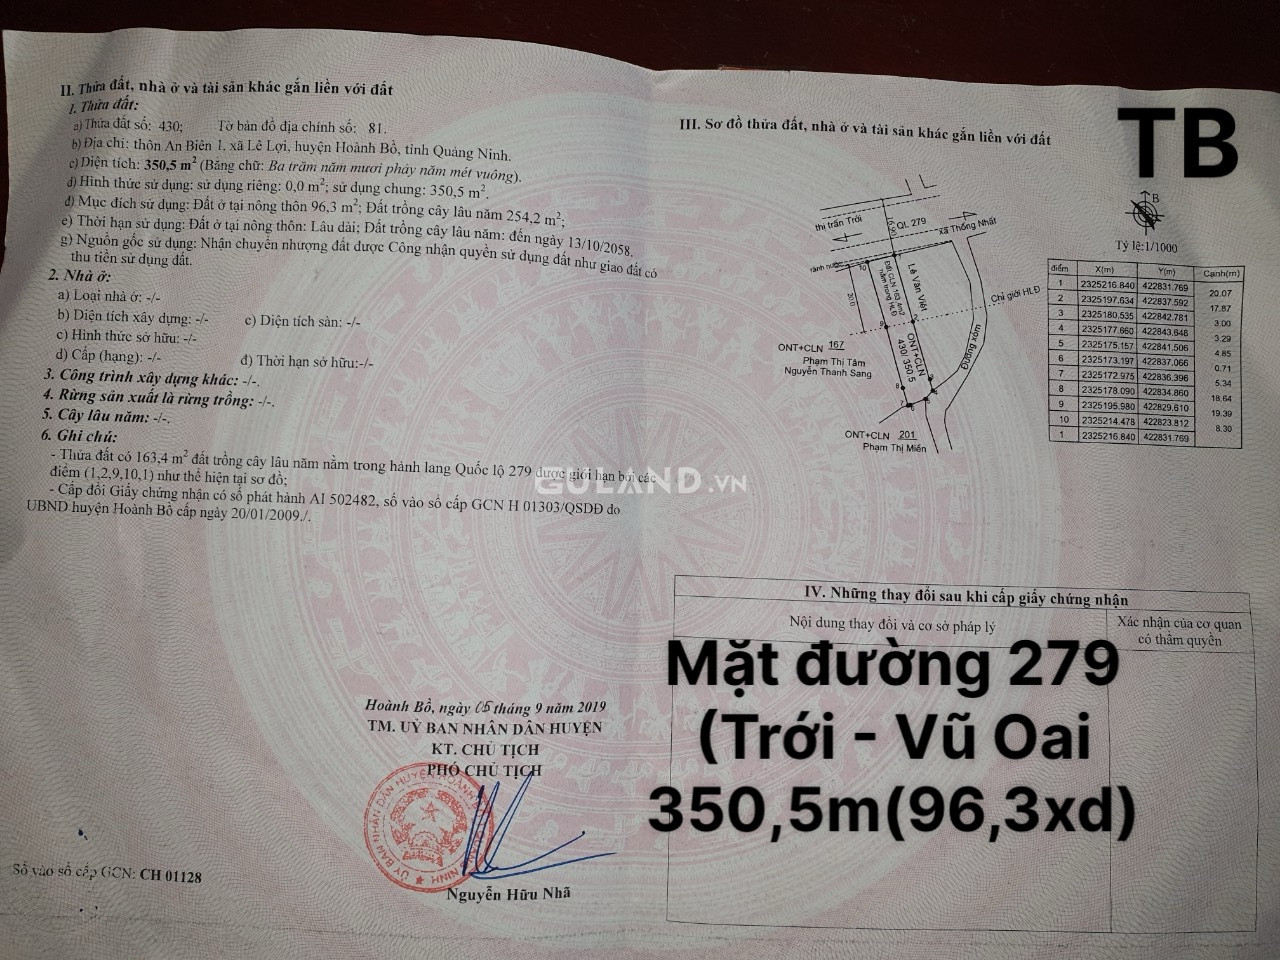 II. Thửa đất, nhà ở và tài sản khác gắn liền với đất
1. Thửa đất:
a) Thửa đất số: 430; Tờ bản đồ địa chính số: 81.
b) Địa chỉ: thôn An Biên 1, xã Lê Lợi, huyện Hoành Bồ, tỉnh Quảng Ninh.
c) Diện tích: 350,5 m² (Bằng chữ: Ba trăm năm mươi phảy năm mét vuông).
d) Hình thức sử dụng: sử dụng riêng: 0,0 m²; sử dụng chung: 350,5 m².
đ) Mục đích sử dụng: Đất ở tại nông thôn 96,3 m²; Đất trồng cây lâu năm 254,2 m²;
e) Thời hạn sử dụng: Đất ở tại nông thôn: Lâu dài; Đất trồng cây lâu năm: đến ngày 13/10/2058.
g) Nguồn gốc sử dụng: Nhận chuyển nhượng đất được Công nhận quyền sử dụng đất như giao đất có
thu tiền sử dụng đất.
2. Nhà ở:
a) Loại nhà ở: -/-
b) Diện tích xây dựng: -/- c) Diện tích sàn: -/-
c) Hình thức sở hữu: -/-
d) Cấp (hạng): -/- đ) Thời hạn sở hữu:-/-
3. Công trình xây dựng khác: -/-.
4. Rừng sản xuất là rừng trồng: -/-.
5. Cây lâu năm: -/-.
6. Ghi chú:
- Thửa đất có 163,4 m² đất trồng cây lâu năm nằm trong hành lang Quốc lộ 279 được giới hạn bởi các
điểm (1,2,9,10,1) như thể hiện tại sơ đồ;
- Cấp đổi Giấy chứng nhận có số phát hành AI 502482, số vào sổ cấp GCN H 01303/QSDĐ do
UBND huyện Hoành Bồ cấp ngày 20/01/2009./.
Hoành Bồ, ngày 05 tháng 9 năm 2019
TM. UỶ BAN NHÂN DÂN HUYỆN
KT. CHỦ TỊCH
PHÓ CHỦ TỊCH
Nguyễn Hữu Nhã
Số vào sổ cấp GCN: CH 01128
III. Sơ đồ thửa đất, nhà ở và tài sản khác gắn liền với đất
TB
B
Tỷ lệ:1/1000
thị trấn Trới
QL 279
xã Thống Nhất
rãnh nước
Lê Văn Việt
Đất CLN 163,4m2
nằm trong HLĐ
20.0
Chỉ giới HLĐ
Đường xóm
ONT+CLN
430/350.5
ONT+CLN 167
Phạm Thị Tâm
Nguyễn Thanh Sang
ONT+CLN 201
Phạm Thị Miền
điểm X(m) Y(m) Cạnh(m)
1 2325216.840 422831.769
20.07
2 2325197.634 422837.592
17.87
3 2325180.535 422842.781
3.00
4 2325177.660 422843.648
3.29
5 2325175.157 422841.506
4.85
6 2325173.197 422837.066
0.71
7 2325172.975 422836.396
5.34
8 2325178.090 422834.860
18.64
9 2325195.980 422829.610
19.39
10 2325214.478 422823.812
8.30
1 2325216.840 422831.769
GULAND.VN
IV. Những thay đổi sau khi cấp giấy chứng nhận
Nội dung thay đổi và cơ sở pháp lý
Xác nhận của cơ quan
có thẩm quyền
Mặt đường 279
(Trới - Vũ Oai
350,5m(96,3xd)